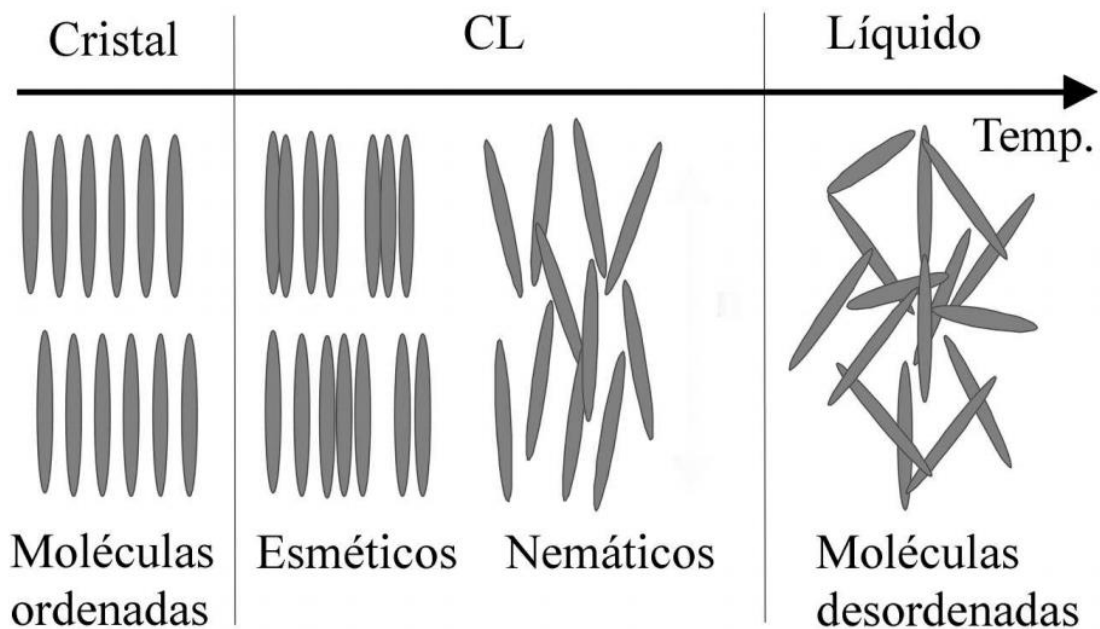 Cristal
CL
Líquido
Temp.
Moléculas
ordenadas
Esméticos
Nemáticos
Moléculas
desordenadas